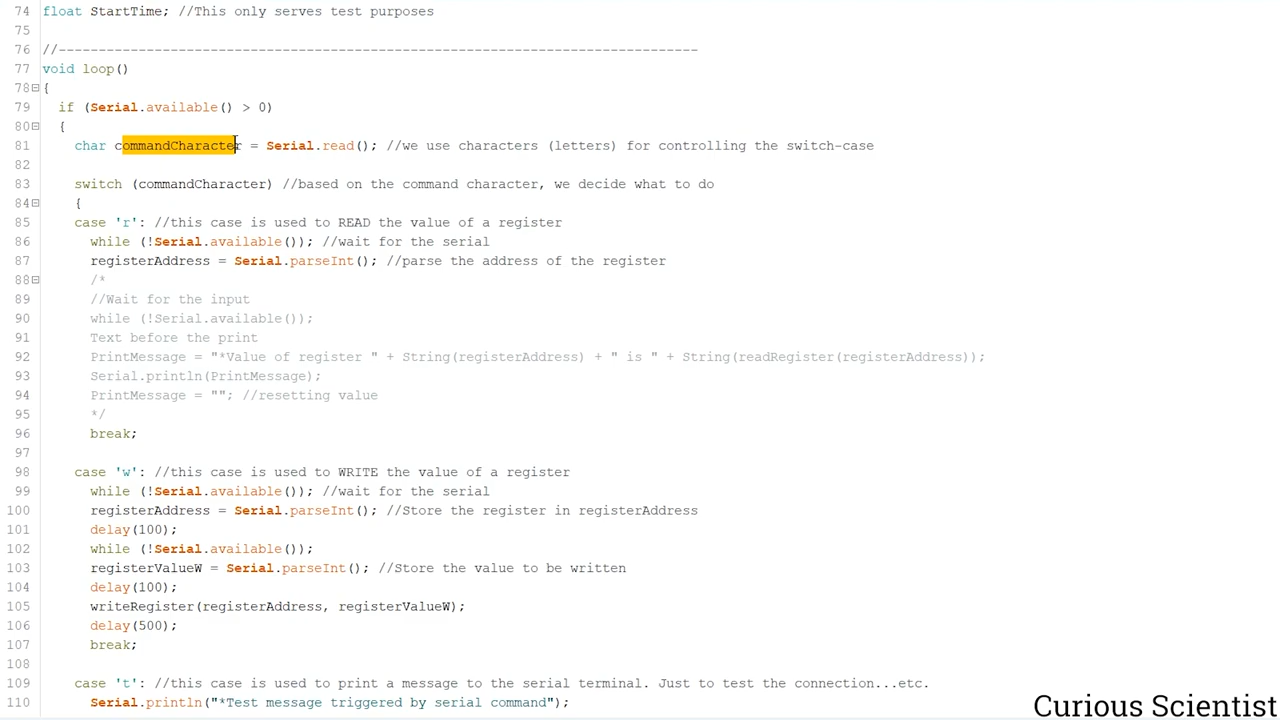 74 float StartTime; //This only serves test purposes
75
76 //--------------------------------------------------------------------------------
77 void loop()
78 {
79 if (Serial.available() > 0)
80 {
81 char commandCharacter = Serial.read(); //we use characters (letters) for controlling the switch-case
82
83 switch (commandCharacter) //based on the command character, we decide what to do
84 {
85 case 'r': //this case is used to READ the value of a register
86 while (!Serial.available()); //wait for the serial
87 registerAddress = Serial.parseInt(); //parse the address of the register
88 /*
89 //Wait for the input
90 while (!Serial.available());
91 Text before the print
92 PrintMessage = "*Value of register " + String(registerAddress) + " is " + String(readRegister(registerAddress));
93 Serial.println(PrintMessage);
94 PrintMessage = ""; //resetting value
95 */
96 break;
97
98 case 'w': //this case is used to WRITE the value of a register
99 while (!Serial.available()); //wait for the serial
100 registerAddress = Serial.parseInt(); //Store the register in registerAddress
101 delay(100);
102 while (!Serial.available());
103 registerValueW = Serial.parseInt(); //Store the value to be written
104 delay(100);
105 writeRegister(registerAddress, registerValueW);
106 delay(500);
107 break;
108
109 case 't': //this case is used to print a message to the serial terminal. Just to test the connection...etc.
110 Serial.println("*Test message triggered by serial command");
Curious Scientist